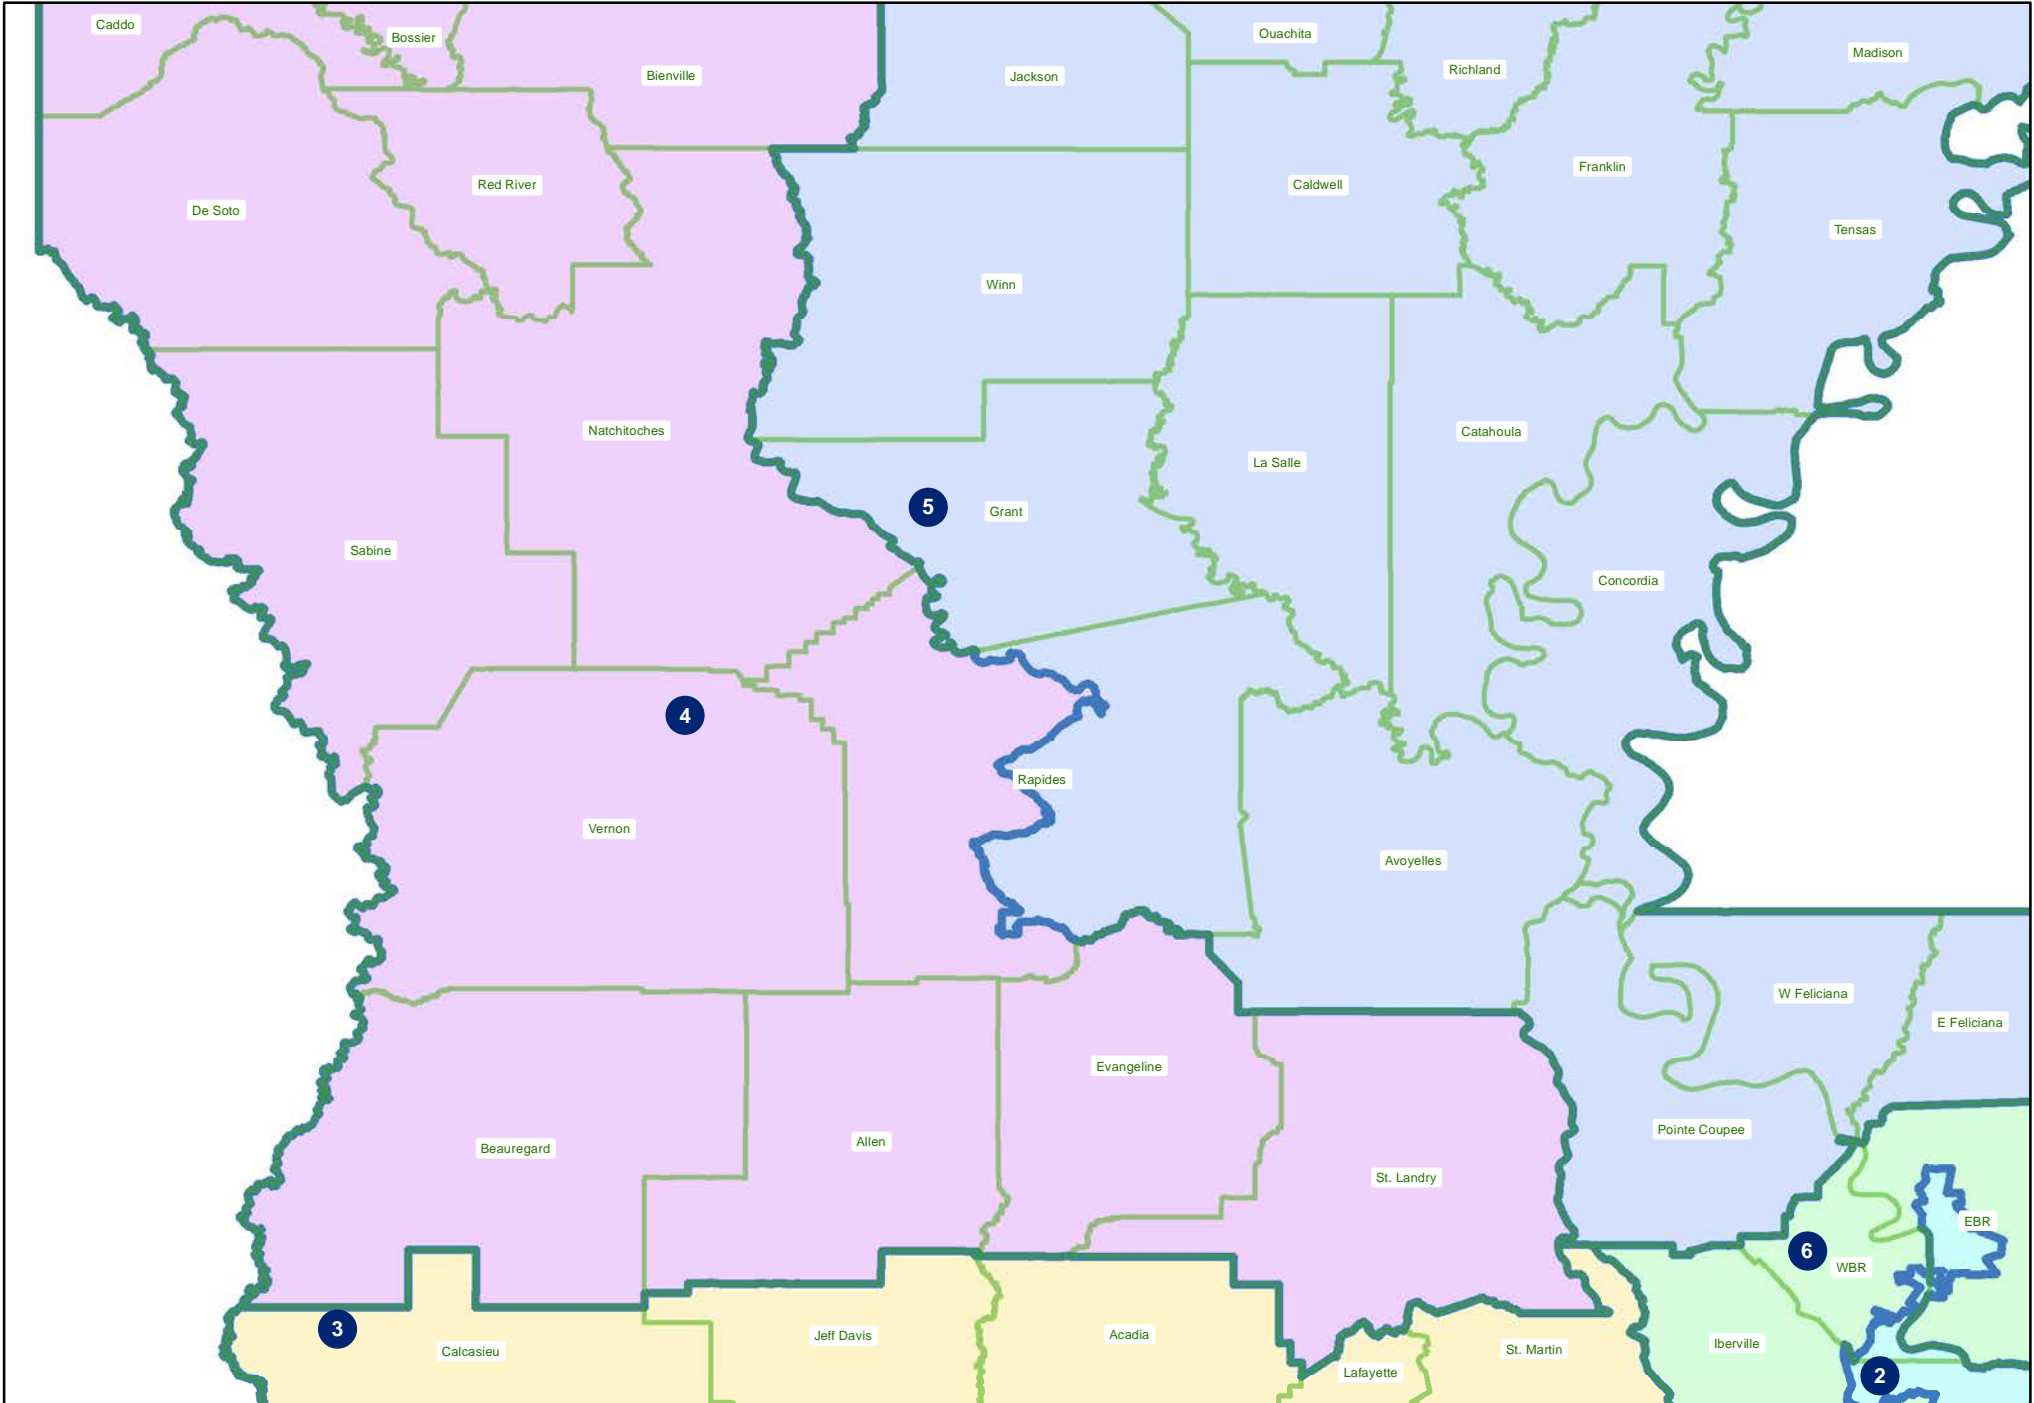 Caddo
Bossier
Ouachita
Madison
Richland
Bienville
Jackson
Franklin
Red River
Caldwell
De Soto
Tensas
Winn
Natchitoches
Catahoula
La Salle
5
Grant
Sabine
Concordia
4
Rapides
Vernon
Avoyelles
W Feliciana
E Feliciana
Evangeline
Pointe Coupee
Allen
Beauregard
St. Landry
EBR
6
WBR
3
Jeff Davis
Acadia
Iberville
Calcasieu
St. Martin
Lafayette
2